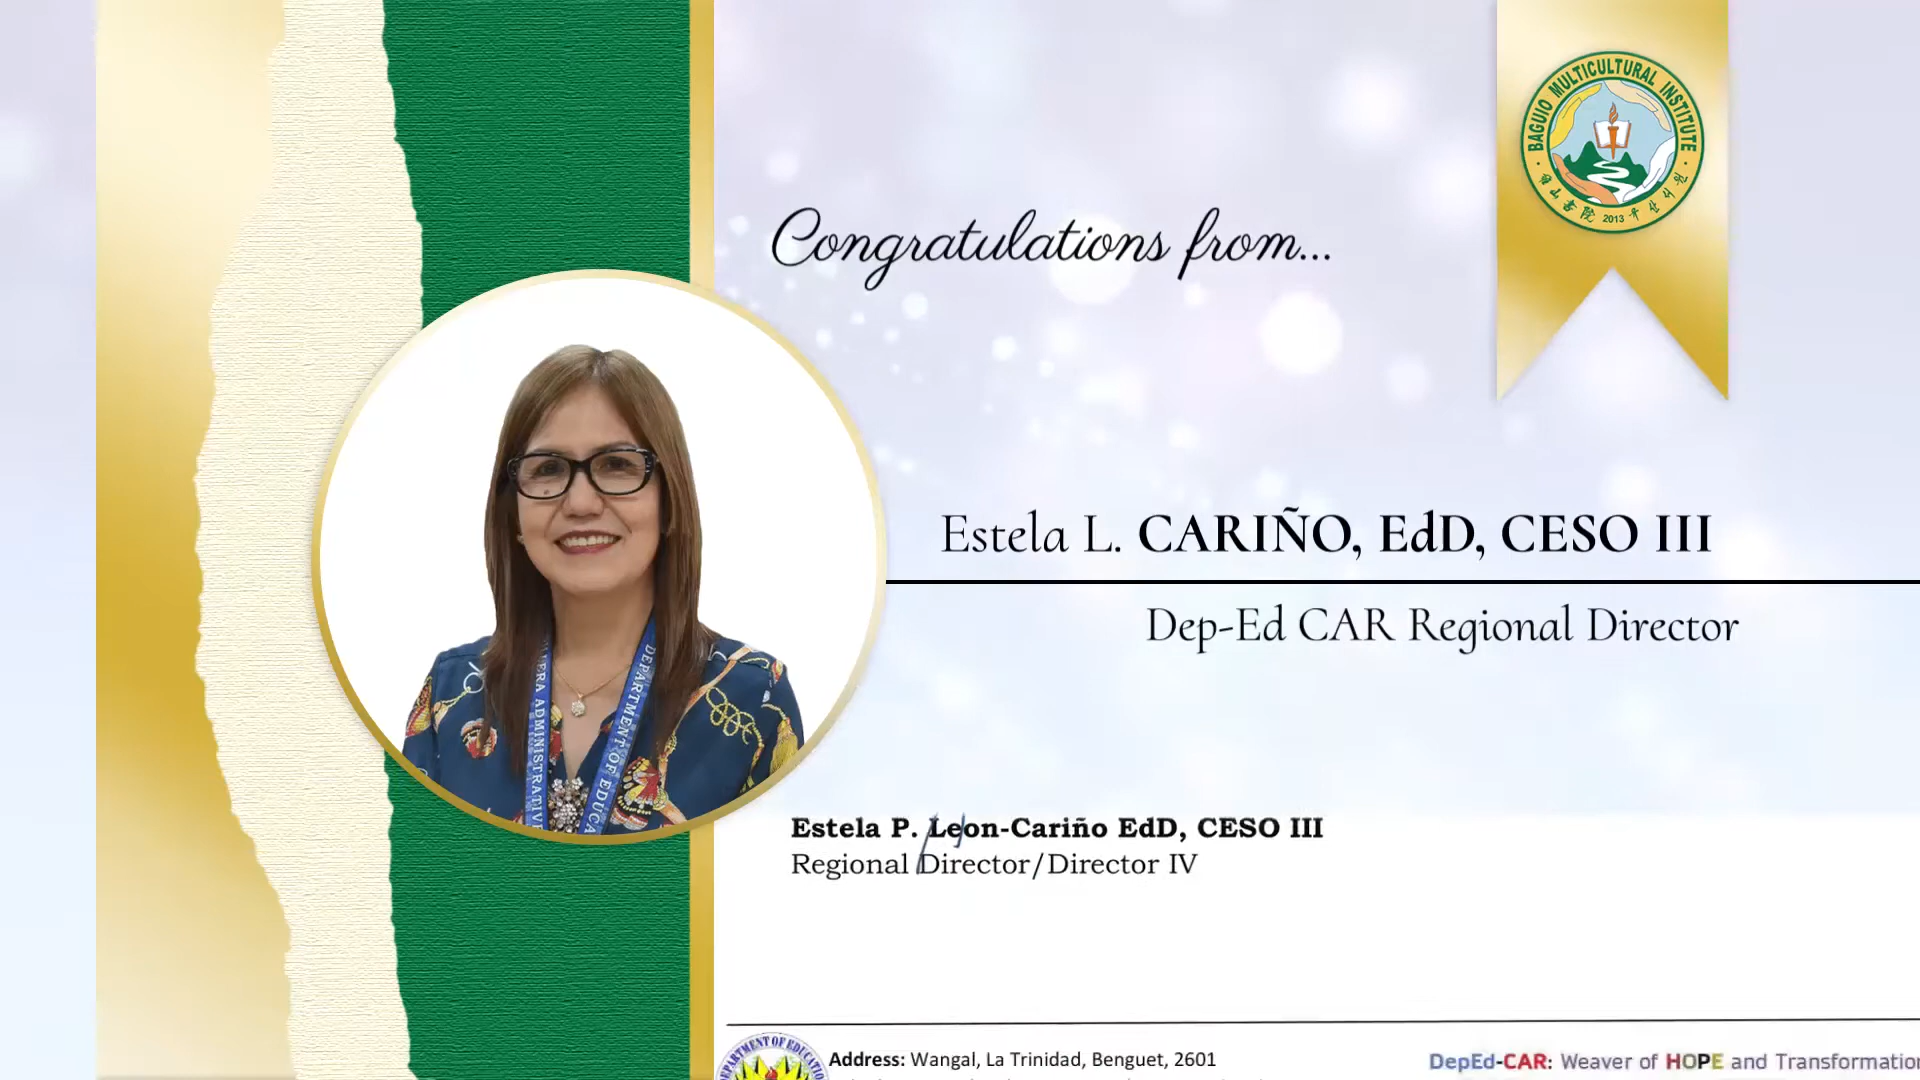 BAGUIO MULTICULTURAL INSTITUTE
2013
Congratulations from...
Estela L. CARIÑO, EdD, CESO III
Dep-Ed CAR Regional Director
DEPARTMENT OF EDUCA
ADMINISTRATIVE
Estela P. Leon-Cariño EdD, CESO III
Regional Director/Director IV
Address: Wangal, La Trinidad, Benguet, 2601
DepEd-CAR: Weaver of HOPE and Transformatio